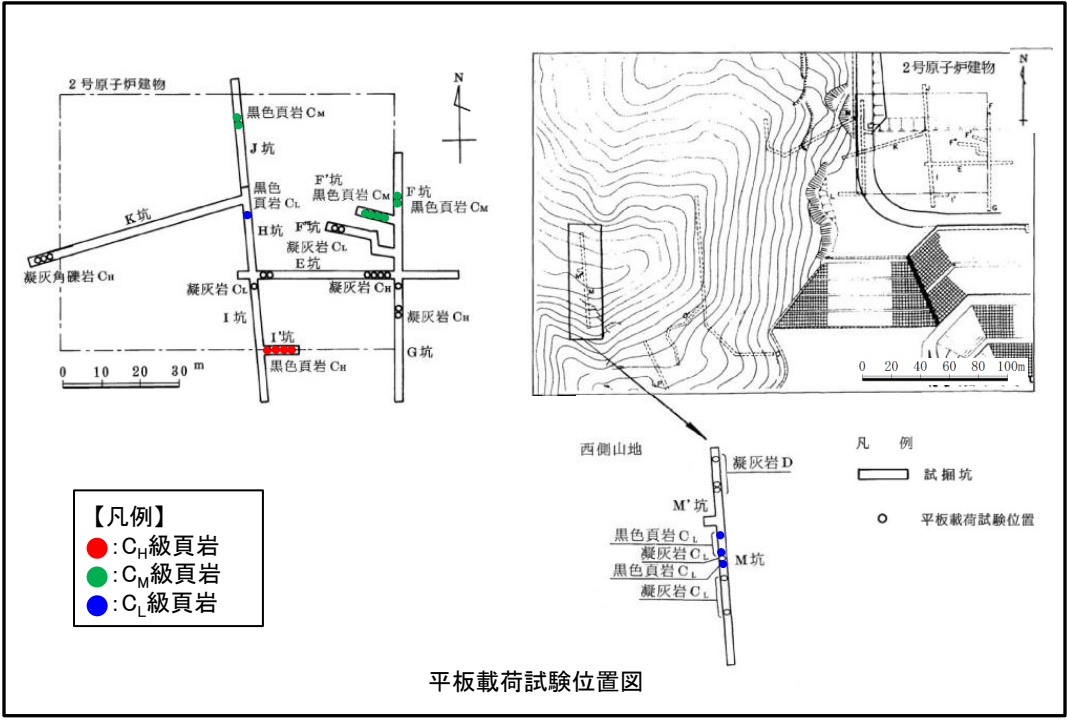 2号原子炉建物
N
黒色頁岩 CM
J坑
黒色
頁岩 CL
F'坑
黒色頁岩 CM
F坑
黒色頁岩 CM
K坑
H坑
F"坑
凝灰岩 CL
E坑
凝灰角礫岩 CH
凝灰岩 CL
凝灰岩 CH
凝灰岩 CH
I坑
I'坑
黒色頁岩 CH
G坑
0 10 20 30 m
2号原子炉建物
N
J
F
F'
F"
K
E
I
I'
G
L
M
0 20 40 60 80 100m
西側山地
凝灰岩 D
M'坑
黒色頁岩 CL
凝灰岩 CL
黒色頁岩 CL
凝灰岩 CL
M坑
凡 例
試掘坑
平板載荷試験位置
【凡例】
:CH級頁岩
:CM級頁岩
:CL級頁岩
平板載荷試験位置図